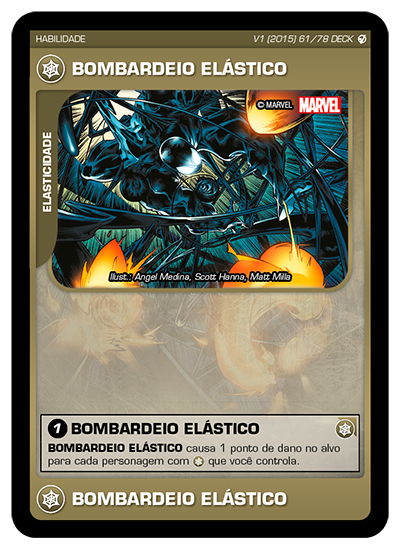 HABILIDADE
V1 (2015) 61/78 DECK
BOMBARDEIO ELÁSTICO
© MARVEL MARVEL
ELASTICIDADE
Ilust.: Angel Medina, Scott Hanna, Matt Milla
1 BOMBARDEIO ELÁSTICO
BOMBARDEIO ELÁSTICO causa 1 ponto de dano no alvo
para cada personagem com que você controla.
BOMBARDEIO ELÁSTICO